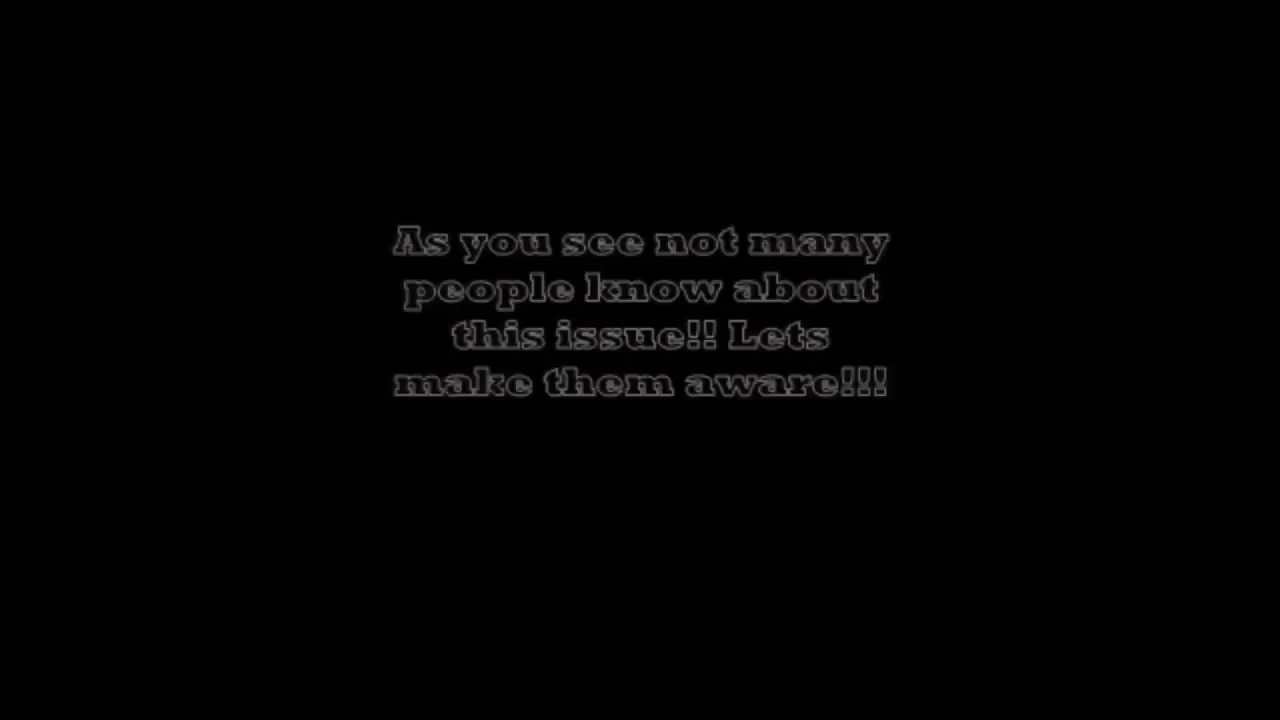 As you see not many
people know about
this issue!! Lets
make them aware!!!